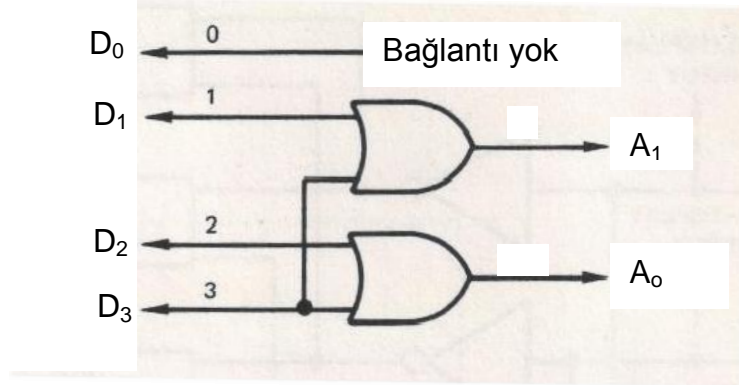 D₀ 0 Bağlantı yok
D₁ 1
A₁
D₂ 2
Aₒ
D₃ 3